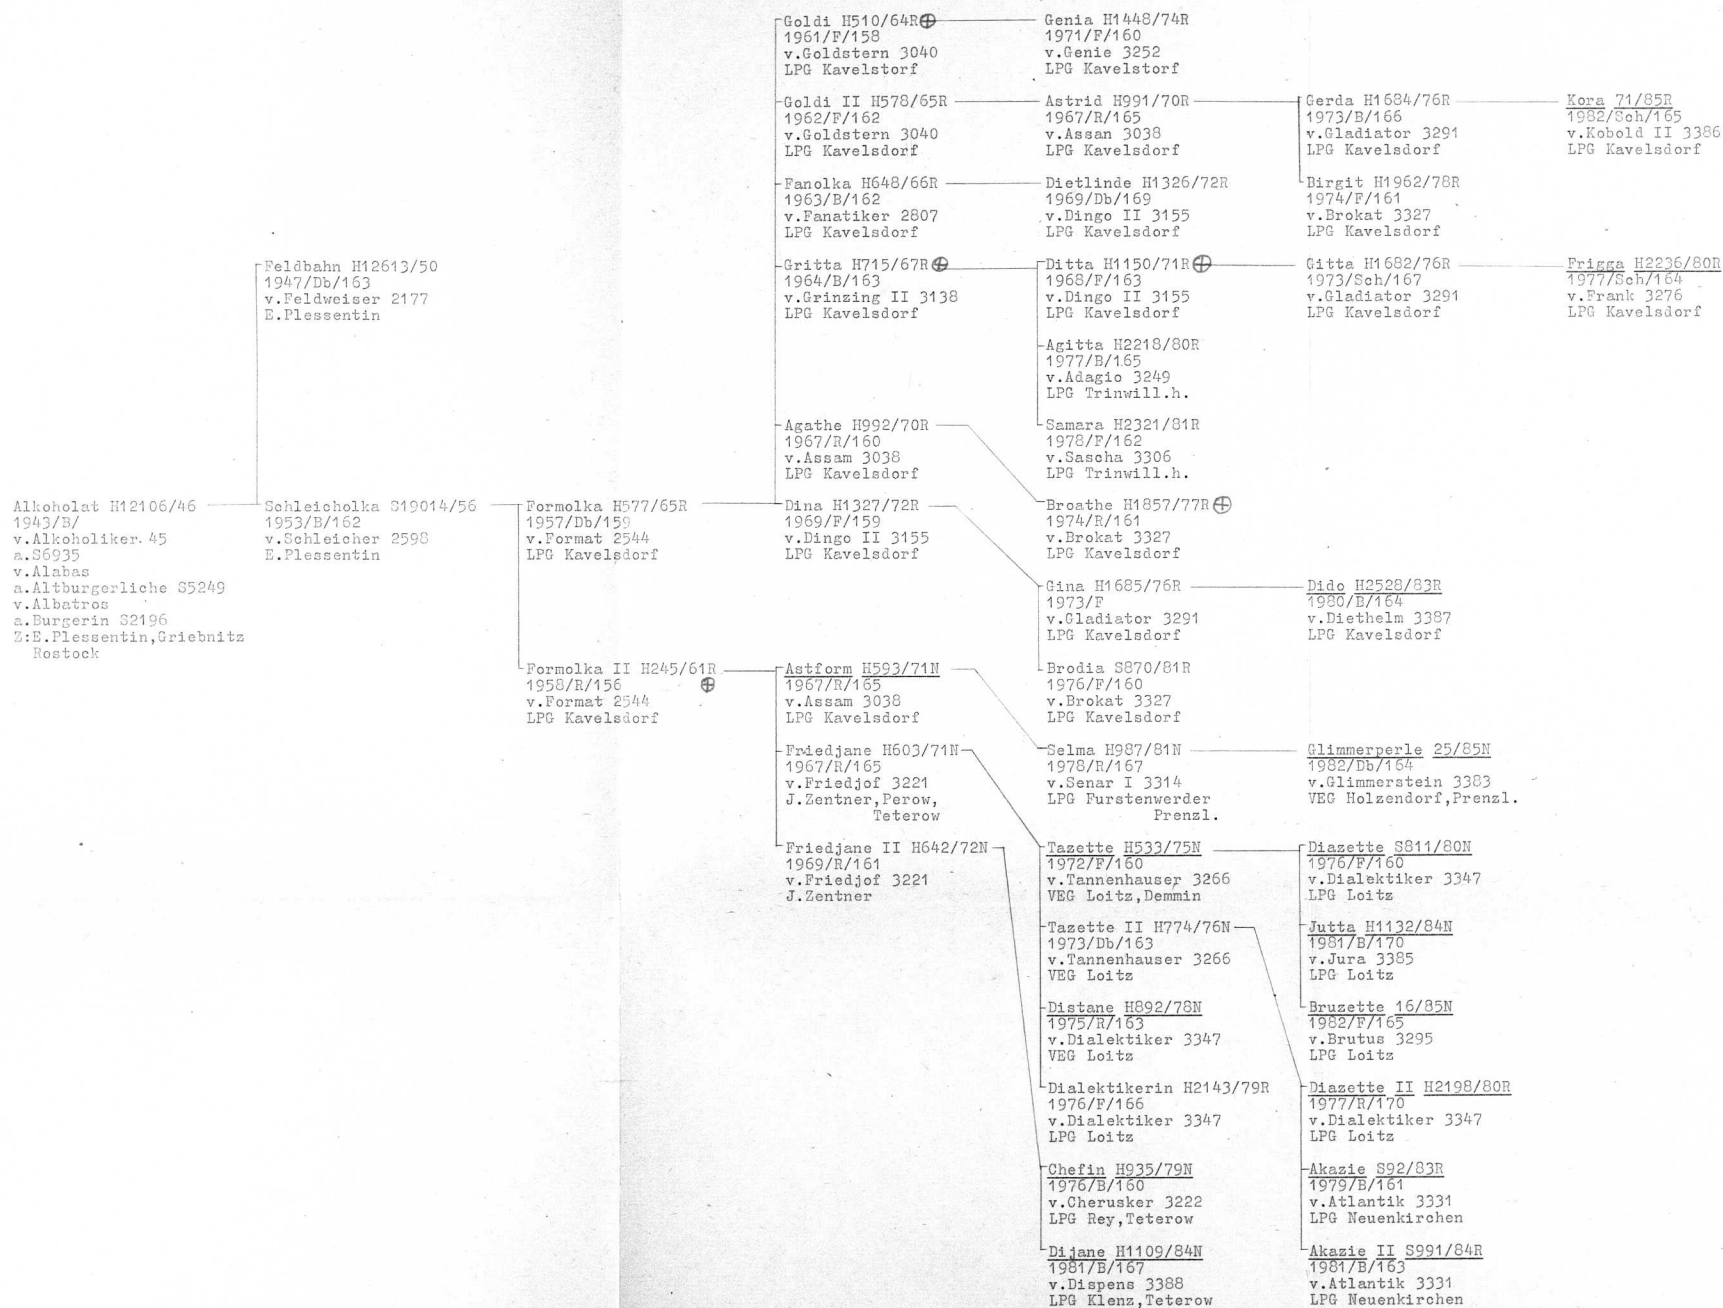 Alkoholat H12106/46
1943/B/
v.Alkoholiker 45
a.S6935
v.Alabas
a.Altburgerliche S5249
v.Albatros
a.Burgerin S2196
Z:E.Plessentin,Griebnitz
Rostock
Feldbahn H12613/50
1947/Db/163
v.Feldweiser 2177
E.Plessentin
Schleicholka S19014/56
1953/B/162
v.Schleicher 2598
E.Plessentin
Formolka H577/65R
1957/Db/159
v.Format 2544
LPG Kavelsdorf
Formolka II H245/61R
1958/R/156
v.Format 2544
LPG Kavelsdorf
Goldi H510/64R
1961/F/158
v.Goldstern 3040
LPG Kavelstorf
Goldi II H578/65R
1962/F/162
v.Goldstern 3040
LPG Kavelsdorf
Fanolka H648/66R
1963/B/162
v.Fanatiker 2807
LPG Kavelsdorf
Gritta H715/67R
1964/B/163
v.Grinzing II 3138
LPG Kavelsdorf
Agathe H992/70R
1967/R/160
v.Assam 3038
LPG Kavelsdorf
Dina H1327/72R
1969/F/159
v.Dingo II 3155
LPG Kavelsdorf
Astform H593/71N
1967/R/165
v.Assam 3038
LPG Kavelsdorf
Friedjane H603/71N
1967/R/165
v.Friedjof 3221
J.Zentner,Perow,
Teterow
Friedjane II H642/72N
1969/R/161
v.Friedjof 3221
J.Zentner
Genia H1448/74R
1971/F/160
v.Genie 3252
LPG Kavelstorf
Astrid H991/70R
1967/R/165
v.Assan 3038
LPG Kavelsdorf
Dietlinde H1326/72R
1969/Db/169
v.Dingo II 3155
LPG Kavelsdorf
Ditta H1150/71R
1968/F/163
v.Dingo II 3155
LPG Kavelsdorf
Agitta H2218/80R
1977/B/165
v.Adagio 3249
LPG Trinwill.h.
Samara H2321/81R
1978/F/162
v.Sascha 3306
LPG Trinwill.h.
Broathe H1857/77R
1974/R/161
v.Brokat 3327
LPG Kavelsdorf
Gina H1685/76R
1973/F
v.Gladiator 3291
LPG Kavelsdorf
Brodia S870/81R
1976/F/160
v.Brokat 3327
LPG Kavelsdorf
Selma H987/81N
1978/R/167
v.Senar I 3314
LPG Furstenwerder
Prenzl.
Tazette H533/75N
1972/F/160
v.Tannenhauser 3266
VEG Loitz,Demmin
Tazette II H774/76N
1973/Db/163
v.Tannenhauser 3266
VEG Loitz
Distane H892/78N
1975/R/163
v.Dialektiker 3347
VEG Loitz
Dialektikerin H2143/79R
1976/F/166
v.Dialektiker 3347
LPG Loitz
Chefin H935/79N
1976/B/160
v.Cherusker 3222
LPG Rey,Teterow
Dijane H1109/84N
1981/B/167
v.Dispens 3388
LPG Klenz,Teterow
Gerda H1684/76R
1973/B/166
v.Gladiator 3291
LPG Kavelsdorf
Birgit H1962/78R
1974/F/161
v.Brokat 3327
LPG Kavelsdorf
Gitta H1682/76R
1973/Sch/167
v.Gladiator 3291
LPG Kavelsdorf
Dido H2528/83R
1980/B/164
v.Diethelm 3387
LPG Kavelsdorf
Glimmerperle 25/85N
1982/Db/164
v.Glimmerstein 3383
VEG Holzendorf,Prenzl.
Diazette S811/80N
1976/F/160
v.Dialektiker 3347
LPG Loitz
Jutta H1132/84N
1981/B/170
v.Jura 3385
LPG Loitz
Bruzette 16/85N
1982/F/165
v.Brutus 3295
LPG Loitz
Diazette II H2198/80R
1977/R/170
v.Dialektiker 3347
LPG Loitz
Akazie S92/83R
1979/B/161
v.Atlantik 3331
LPG Neuenkirchen
Akazie II S991/84R
1981/B/163
v.Atlantik 3331
LPG Neuenkirchen
Kora 71/85R
1982/Sch/165
v.Kobold II 3386
LPG Kavelsdorf
Frigga H2236/80R
1977/Sch/164
v.Frank 3276
LPG Kavelsdorf